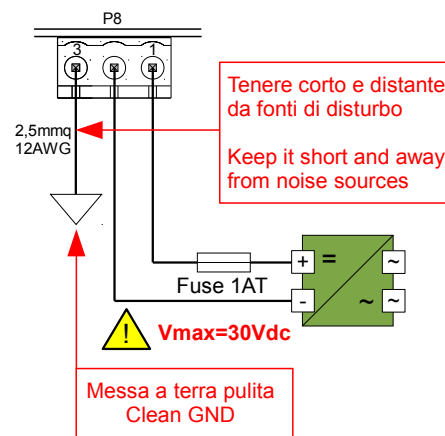 P8
3
1
2,5mmq
12AWG
Tenere corto e distante
da fonti di disturbo
Keep it short and away
from noise sources
+
=
~
-
~
~
Fuse 1AT
!
Vmax=30Vdc
Messa a terra pulita
Clean GND